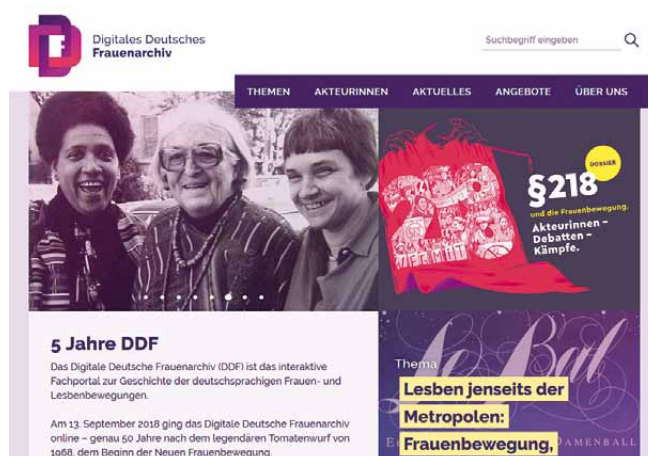 Digitales Deutsches
Frauenarchiv
Suchbegriff eingeben
THEMEN AKTEURINNEN AKTUELLES ANGEBOTE ÜBER UNS
DOSSIER
§218
und die Frauenbewegung.
Akteurinnen –
Debatten –
Kämpfe.
218
5 Jahre DDF
Das Digitale Deutsche Frauenarchiv (DDF) ist das interaktive
Fachportal zur Geschichte der deutschsprachigen Frauen- und
Lesbenbewegungen.
Am 13. September 2018 ging das Digitale Deutsche Frauenarchiv
online – genau 50 Jahre nach dem legendären Tomatenwurf von
1968, dem Beginn der Neuen Frauenbewegung.
Thema
Lesben jenseits der
Metropolen:
Frauenbewegung,
Bal
DAMENBALL